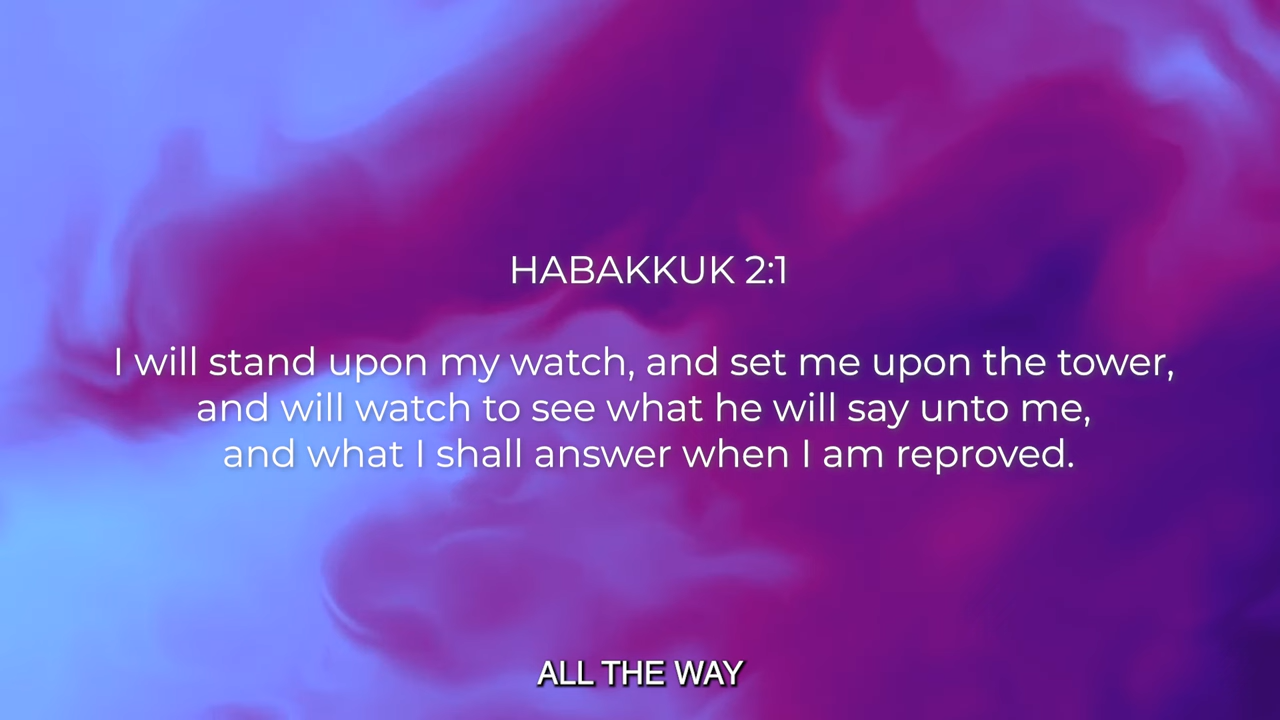 HABAKKUK 2:1
I will stand upon my watch, and set me upon the tower,
and will watch to see what he will say unto me,
and what I shall answer when I am reproved.
ALL THE WAY